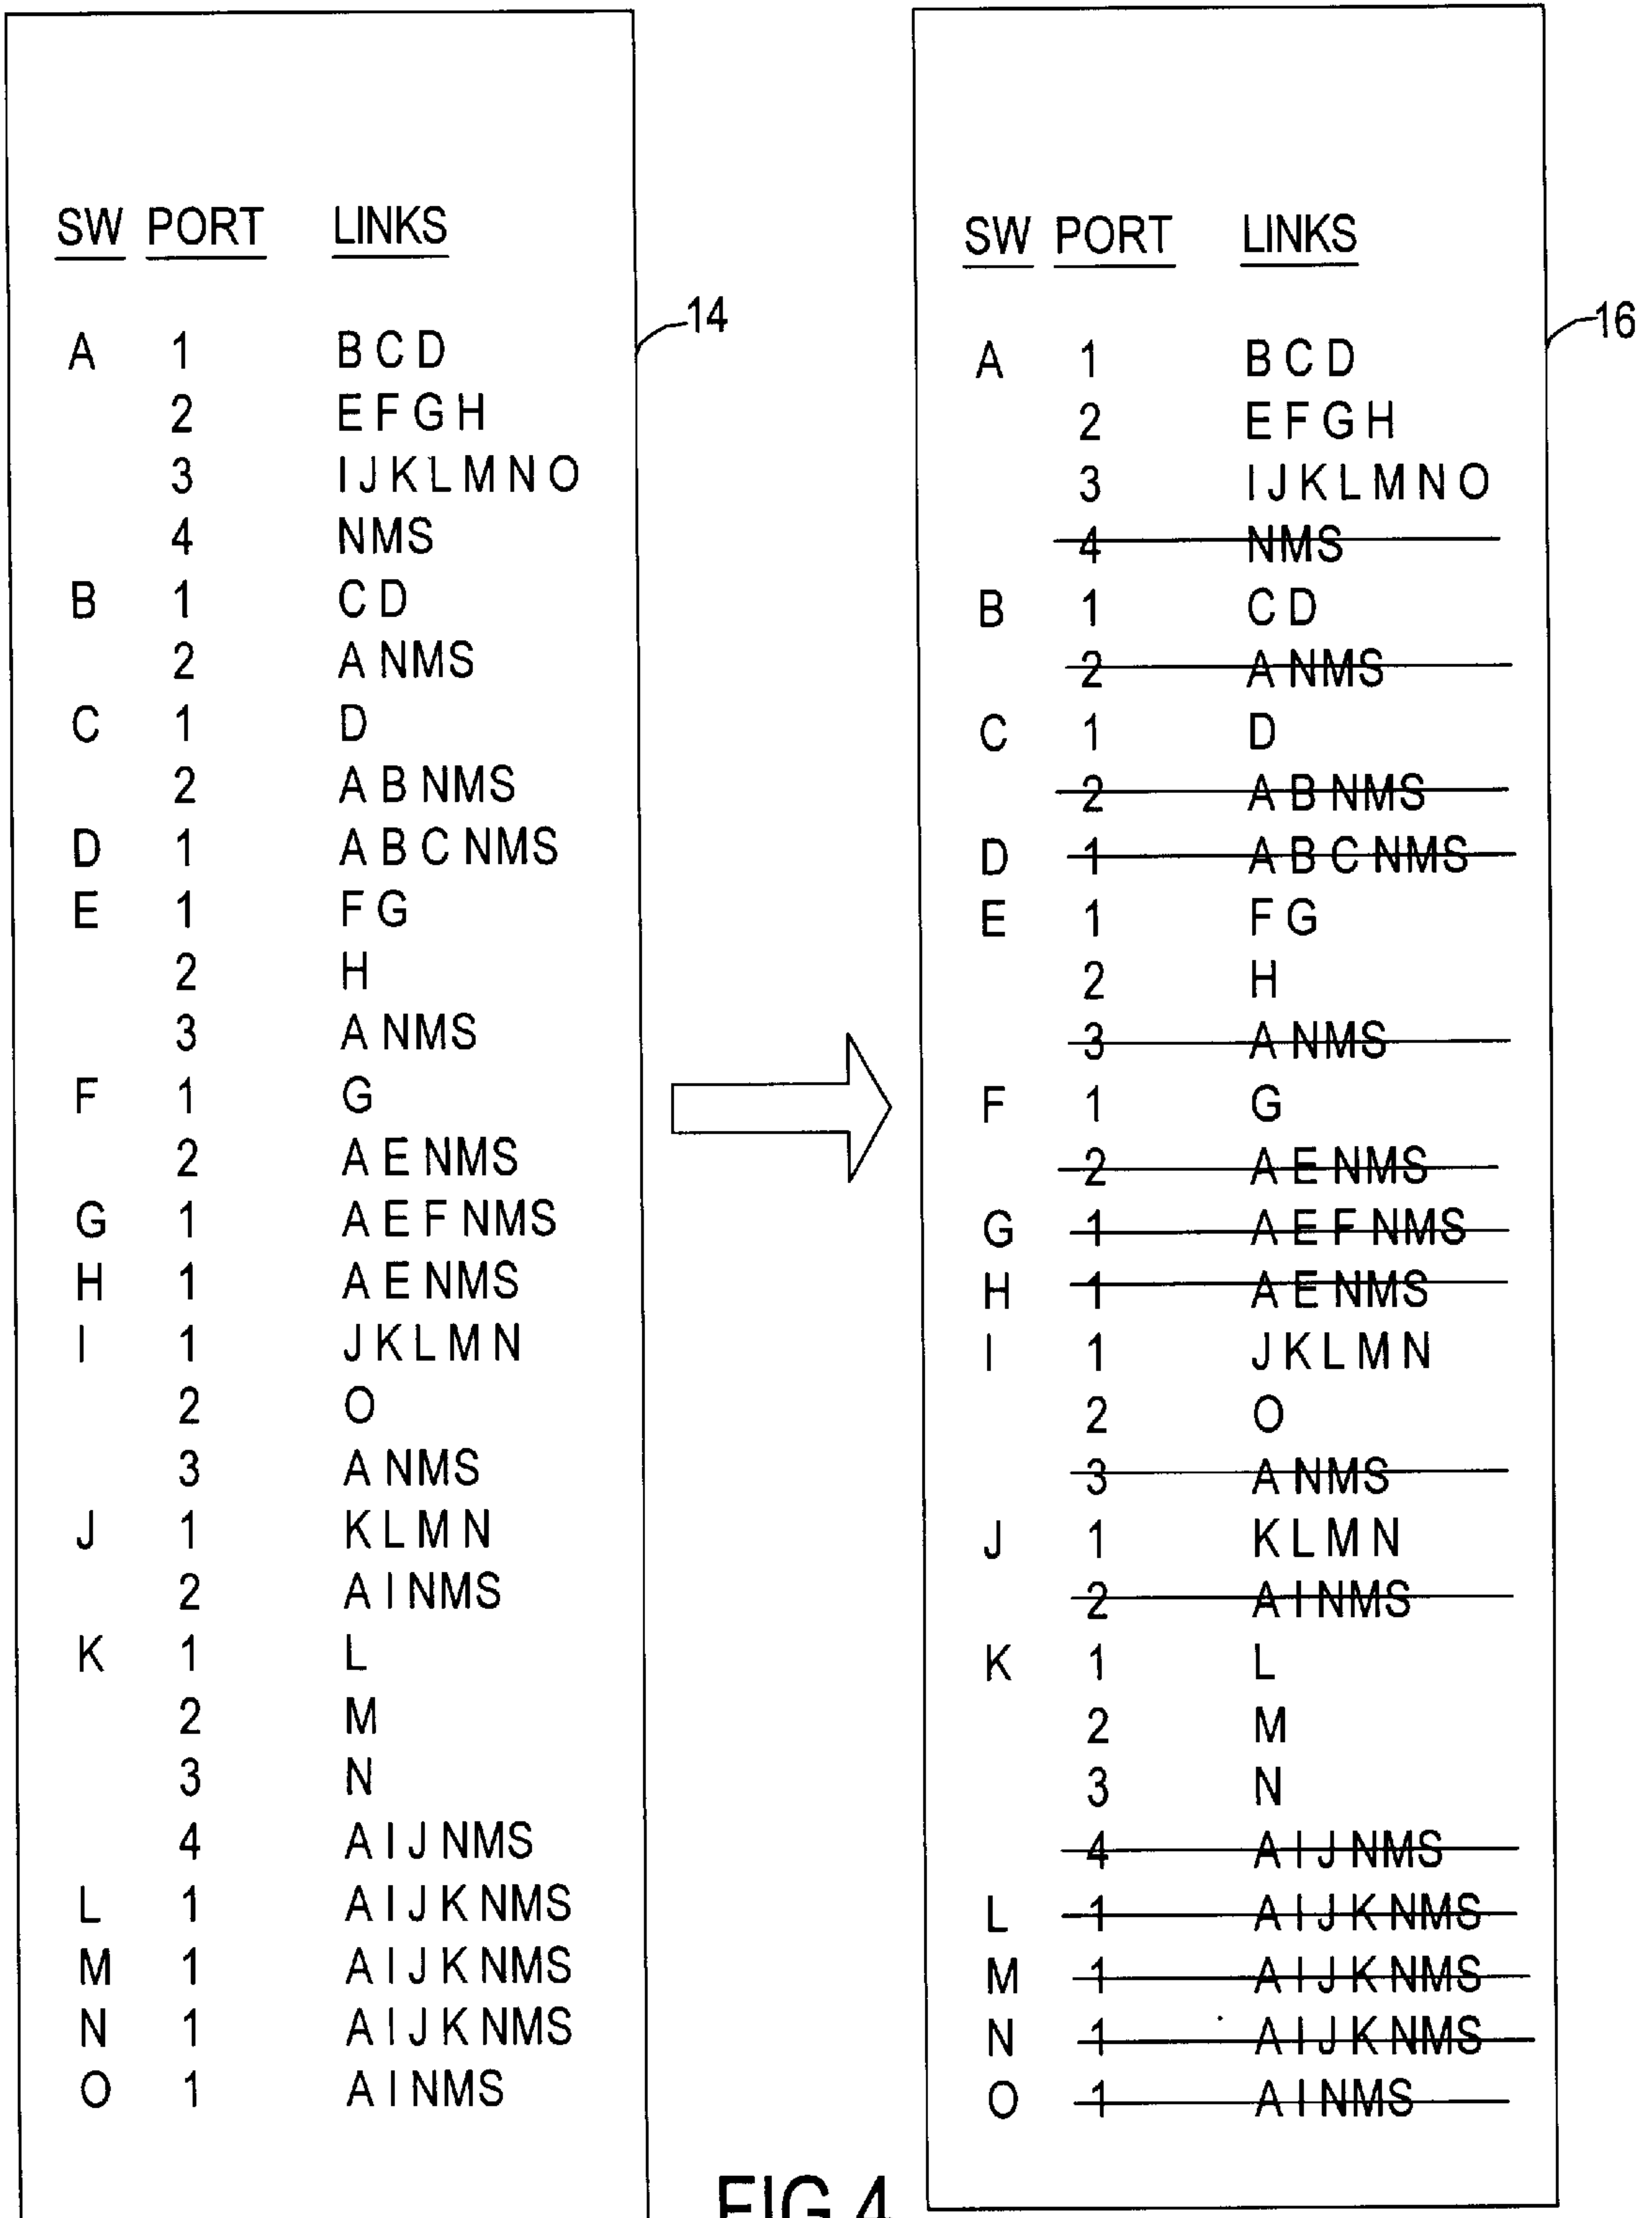 SW PORT LINKS
A 1 B C D
2 E F G H
3 I J K L M N O
4 NMS
B 1 C D
2 A NMS
C 1 D
2 A B NMS
D 1 A B C NMS
E 1 F G
2 H
3 A NMS
F 1 G
2 A E NMS
G 1 A E F NMS
H 1 A E NMS
I 1 J K L M N
2 O
3 A NMS
J 1 K L M N
2 A I NMS
K 1 L
2 M
3 N
4 A I J NMS
L 1 A I J K NMS
M 1 A I J K NMS
N 1 A I J K NMS
O 1 A I NMS
14
SW PORT LINKS
A 1 B C D
2 E F G H
3 I J K L M N O
4 NMS
B 1 C D
2 A NMS
C 1 D
2 A B NMS
D 1 A B C NMS
E 1 F G
2 H
3 A NMS
F 1 G
2 A E NMS
G 1 A E F NMS
H 1 A E NMS
I 1 J K L M N
2 O
3 A NMS
J 1 K L M N
2 A I NMS
K 1 L
2 M
3 N
4 A I J NMS
L 1 A I J K NMS
M 1 A I J K NMS
N 1 A I J K NMS
O 1 A I NMS
16
FIG 4